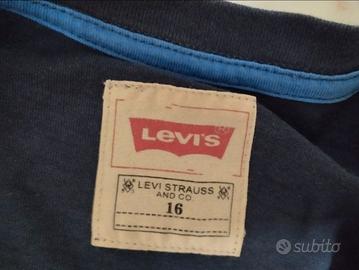 LEVI'S
®
LEVI STRAUSS
AND CO.
16
subito